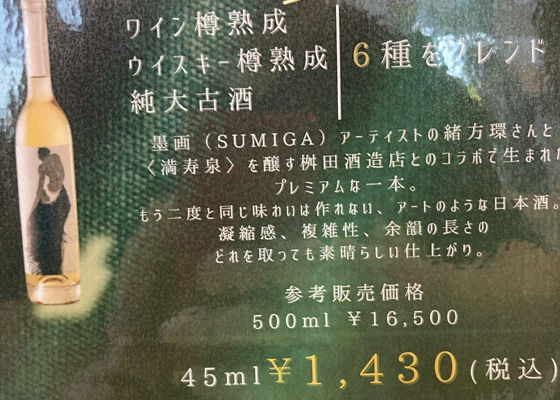 ワイン樽熟成
ウイスキー樽熟成
純大古酒
6種をブレンド
墨画（SUMIGA）アーティストの緒方環さんと
〈満寿泉〉を醸す桝田酒造店とのコラボで生まれた
プレミアムな一本。
もう二度と同じ味わいは作れない、アートのような日本酒。
凝縮感、複雑性、余韻の長さの
どれを取っても素晴らしい仕上がり。
参考販売価格
500ml ￥16,500
45ml￥1,430(税込)